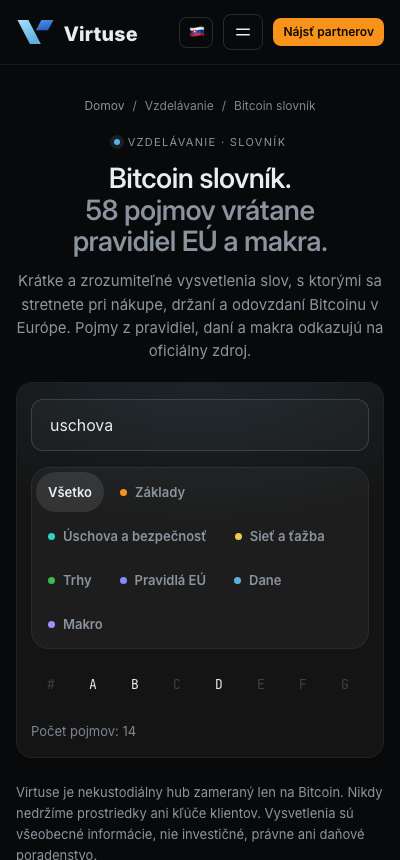 Virtuse
Nájsť partnerov
Domov / Vzdelávanie / Bitcoin slovník
VZDELÁVANIE · SLOVNÍK
Bitcoin slovník.
58 pojmov vrátane
pravidiel EÚ a makra.
Krátke a zrozumiteľné vysvetlenia slov, s ktorými sa
stretnete pri nákupe, držaní a odovzdaní Bitcoinu v
Európe. Pojmy z pravidiel, daní a makra odkazujú na
oficiálny zdroj.
uschova
Všetko Základy
Úschova a bezpečnosť Sieť a ťažba
Trhy Pravidlá EÚ Dane
Makro
# A B C D E F G
Počet pojmov: 14
Virtuse je nekustodiálny hub zameraný len na Bitcoin. Nikdy
nedržíme prostriedky ani kľúče klientov. Vysvetlenia sú
všeobecné informácie, nie investičné, právne ani daňové
poradenstvo.